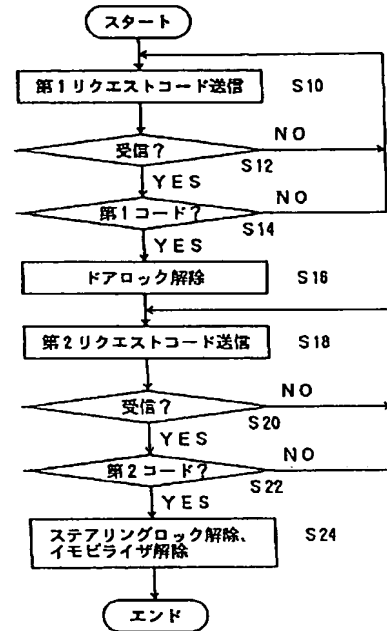 スタート
第1リクエストコード送信 S10
受信? NO
S12
YES
第1コード? NO
S14
YES
ドアロック解除 S16
第2リクエストコード送信 S18
受信? NO
S20
YES
第2コード? NO
S22
YES
ステアリングロック解除、 S24
イモビライザ解除
エンド